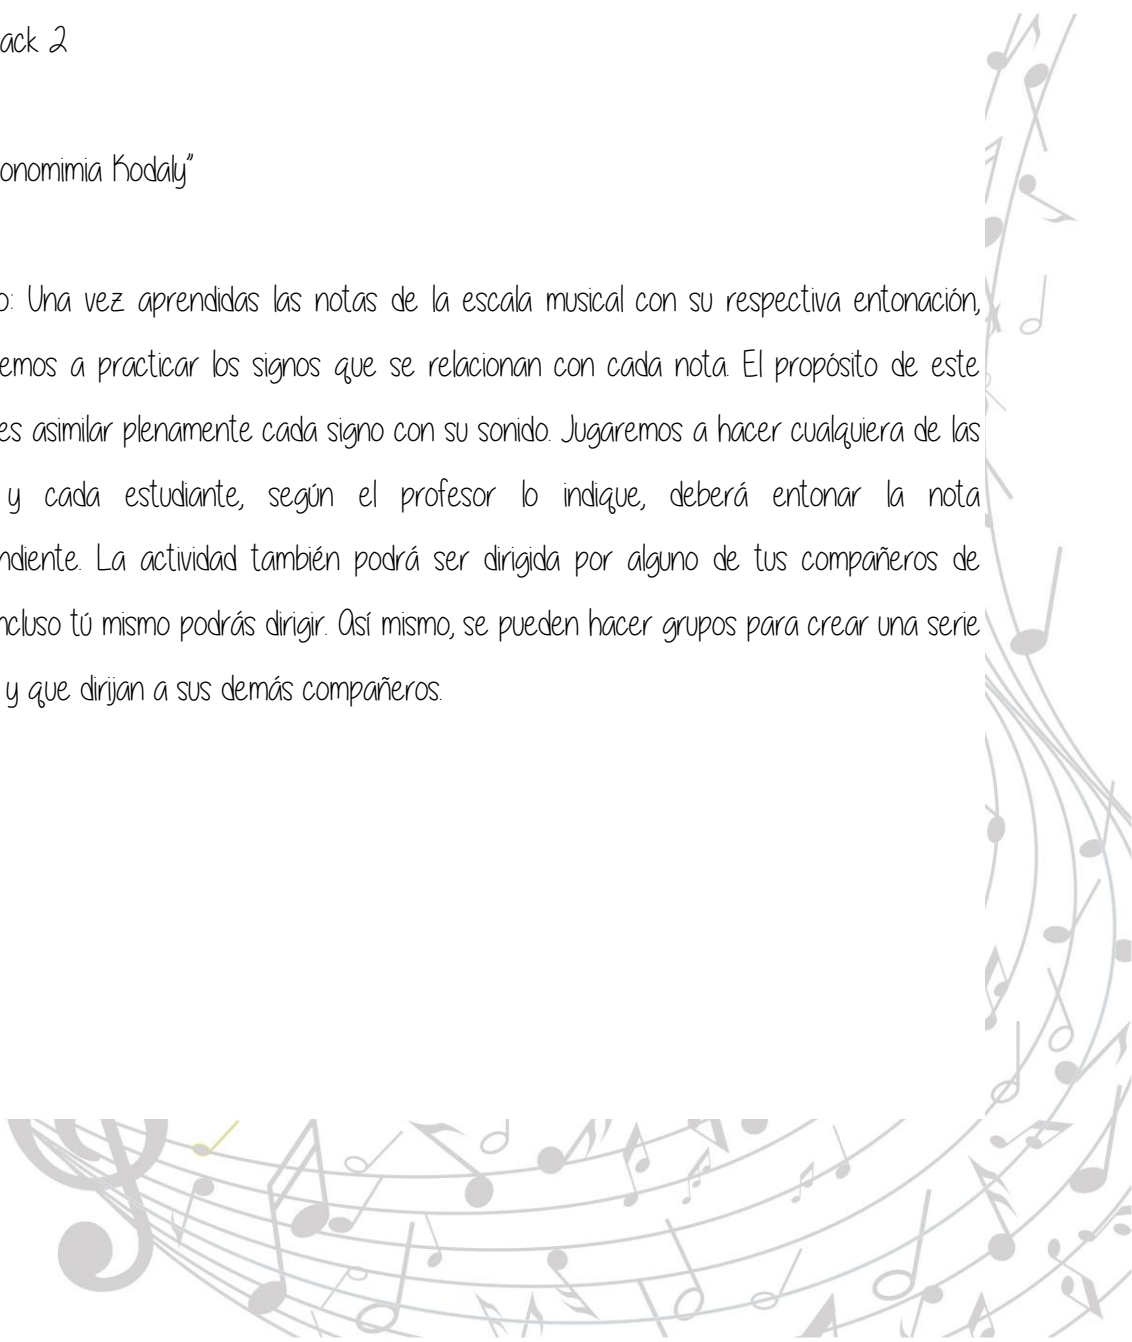 ack 2
onomimia Kodaly"
o: Una vez aprendidas las notas de la escala musical con su respectiva entonación,
emos a practicar los signos que se relacionan con cada nota. El propósito de este
es asimilar plenamente cada signo con su sonido. Jugaremos a hacer cualquiera de las
y cada estudiante, según el profesor lo indique, deberá entonar la nota
ndiente. La actividad también podrá ser dirigida por alguno de tus compañeros de
ncluso tú mismo podrás dirigir. Así mismo, se pueden hacer grupos para crear una serie
y que dirijan a sus demás compañeros.